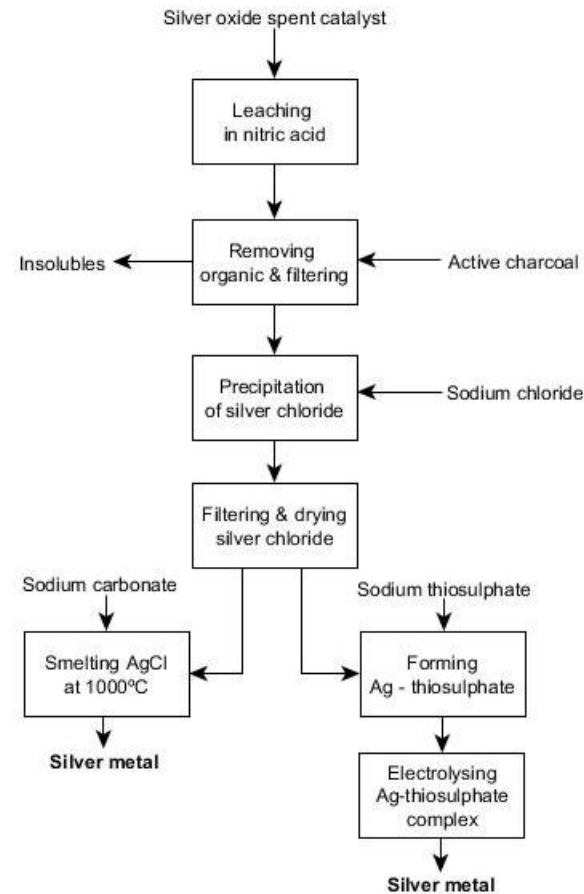 Silver oxide spent catalyst
Leaching
in nitric acid
Insolubles
Removing
organic & filtering
Active charcoal
Precipitation
of silver chloride
Sodium chloride
Filtering & drying
silver chloride
Sodium carbonate
Sodium thiosulphate
Smelting AgCl
at 1000ºC
Forming
Ag - thiosulphate
Silver metal
Electrolysing
Ag-thiosulphate
complex
Silver metal